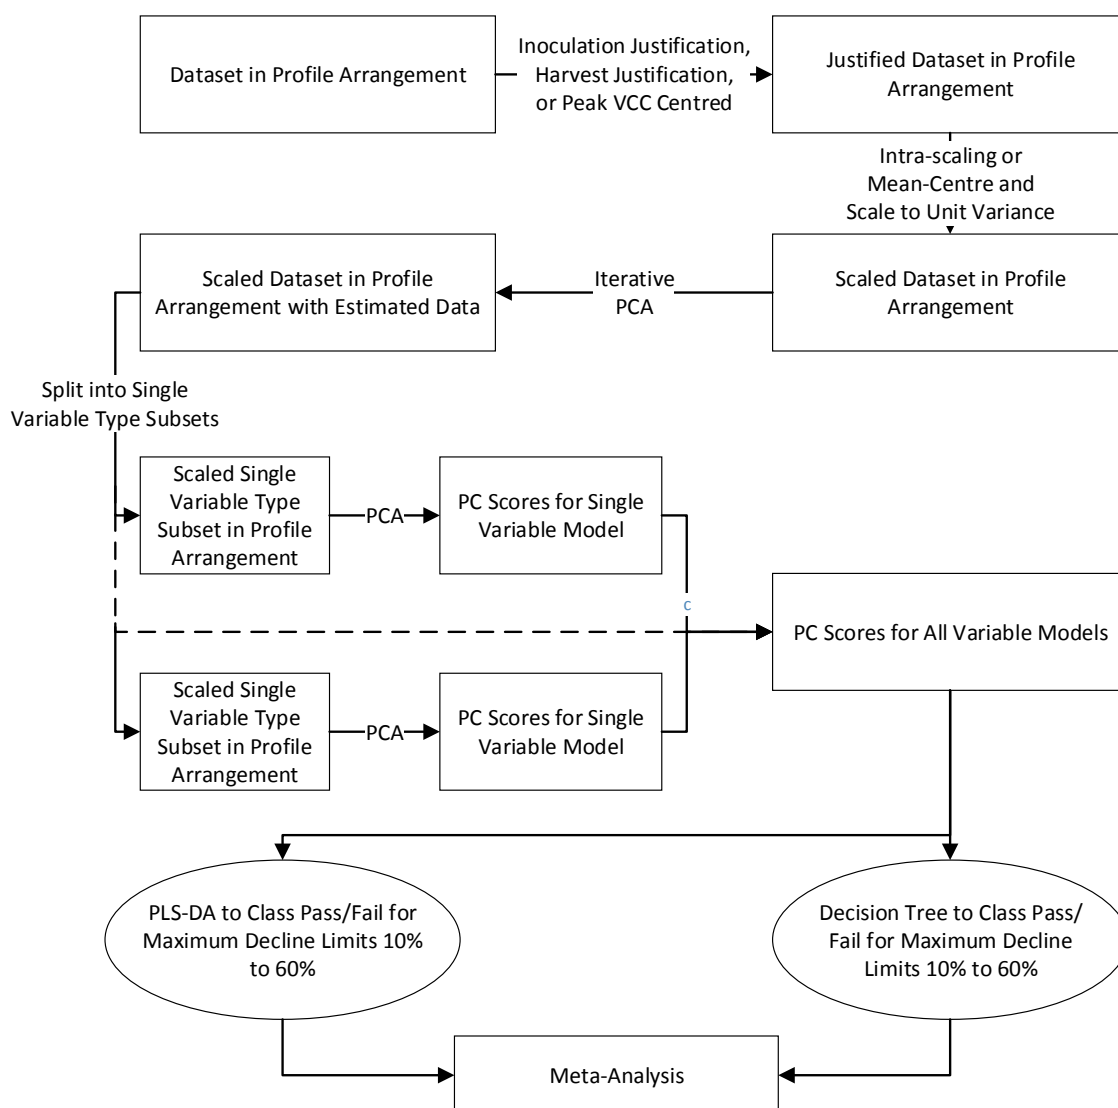 Dataset in Profile Arrangement
Inoculation Justification,
Harvest Justification,
or Peak VCC Centred
Justified Dataset in Profile
Arrangement
Intra-scaling or
Mean-Centre and
Scale to Unit Variance
Scaled Dataset in Profile
Arrangement
Iterative
PCA
Scaled Dataset in Profile
Arrangement with Estimated Data
Split into Single
Variable Type Subsets
Scaled Single
Variable Type
Subset in Profile
Arrangement
PCA
PC Scores for Single
Variable Model
c
PC Scores for All Variable Models
Scaled Single
Variable Type
Subset in Profile
Arrangement
PCA
PC Scores for Single
Variable Model
PLS-DA to Class Pass/Fail for
Maximum Decline Limits 10%
to 60%
Decision Tree to Class Pass/
Fail for Maximum Decline
Limits 10% to 60%
Meta-Analysis